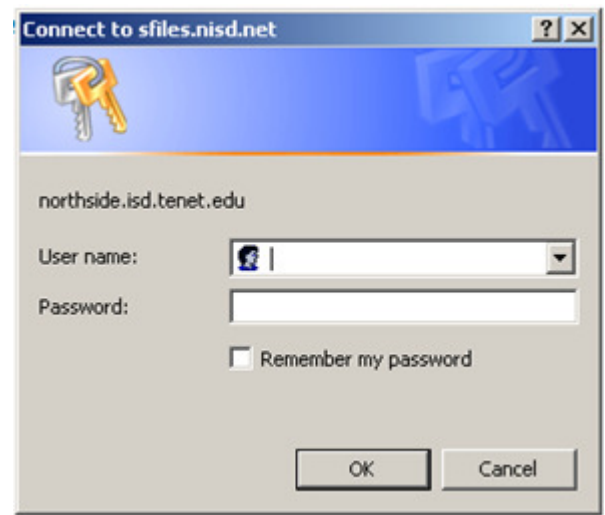 Connect to sfiles.nisd.net
northside.isd.tenet.edu
User name:
Password:
Remember my password
OK Cancel